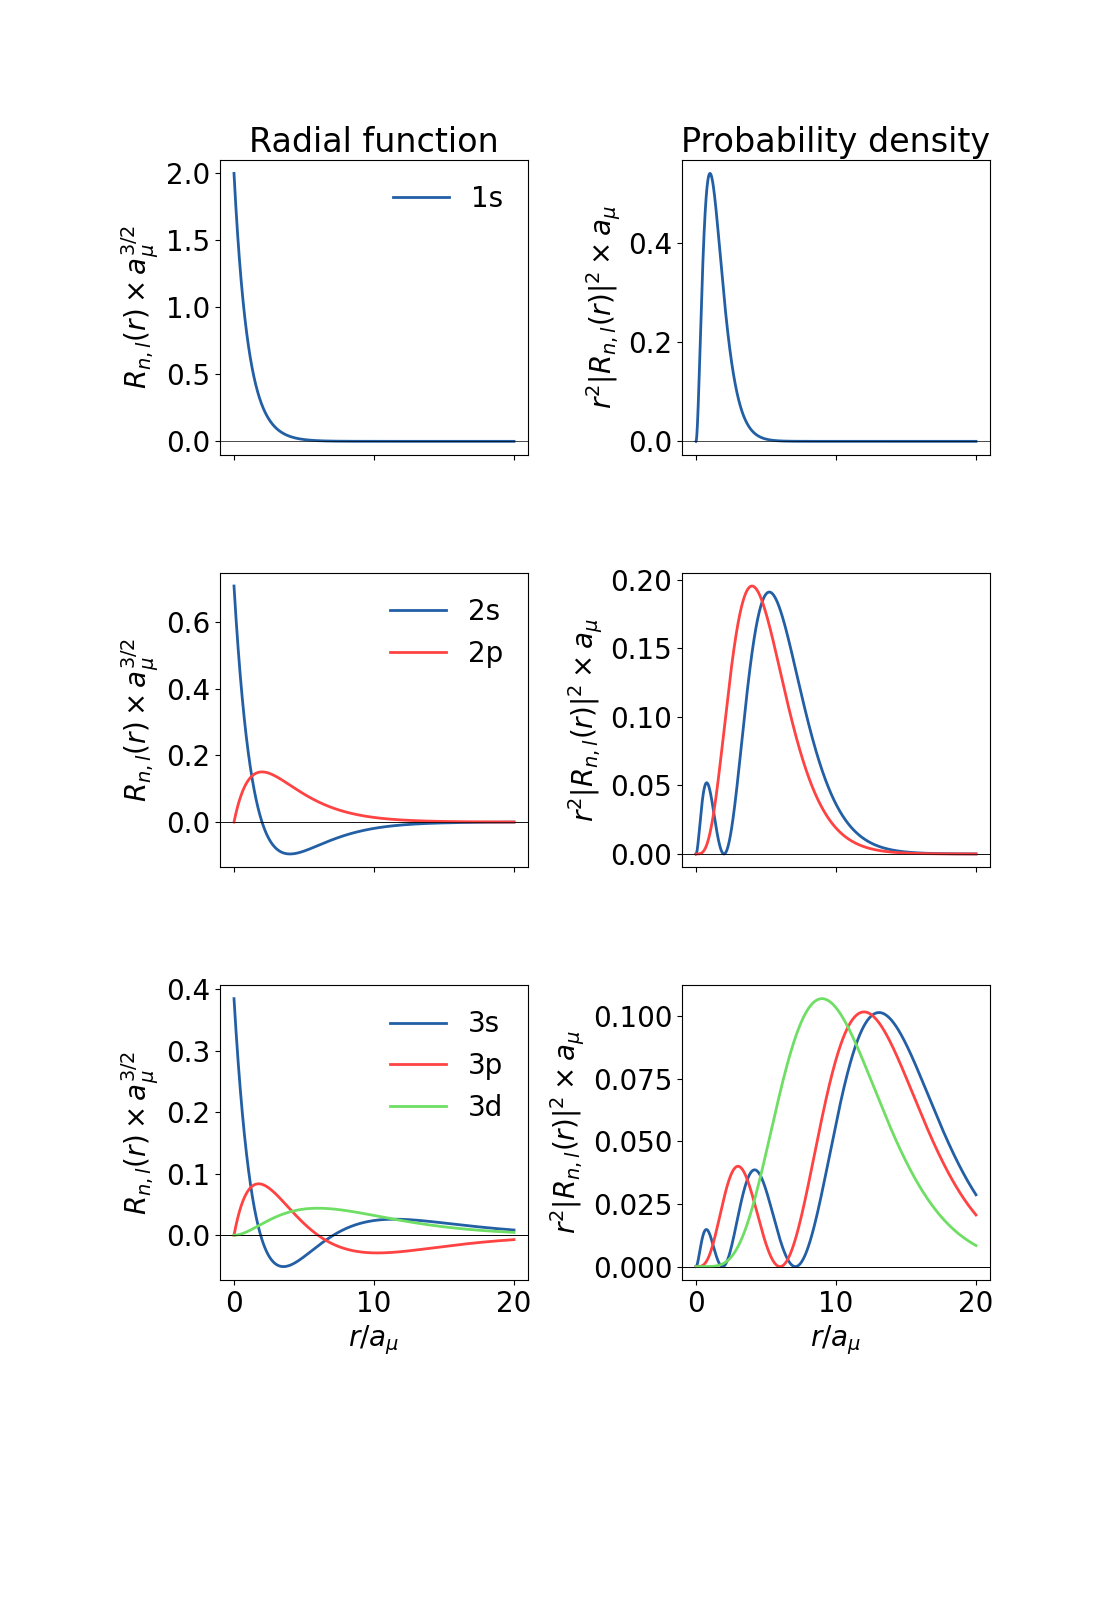 Radial function
Probability density
R_{n,l}(r) × a_μ^{3/2}
2.0
1.5
1.0
0.5
0.0
1s
r²|R_{n,l}(r)|² × a_μ
0.4
0.2
0.0
R_{n,l}(r) × a_μ^{3/2}
0.6
0.4
0.2
0.0
2s
2p
r²|R_{n,l}(r)|² × a_μ
0.20
0.15
0.10
0.05
0.00
R_{n,l}(r) × a_μ^{3/2}
0.4
0.3
0.2
0.1
0.0
3s
3p
3d
0 10 20
r/a_μ
r²|R_{n,l}(r)|² × a_μ
0.100
0.075
0.050
0.025
0.000
0 10 20
r/a_μ